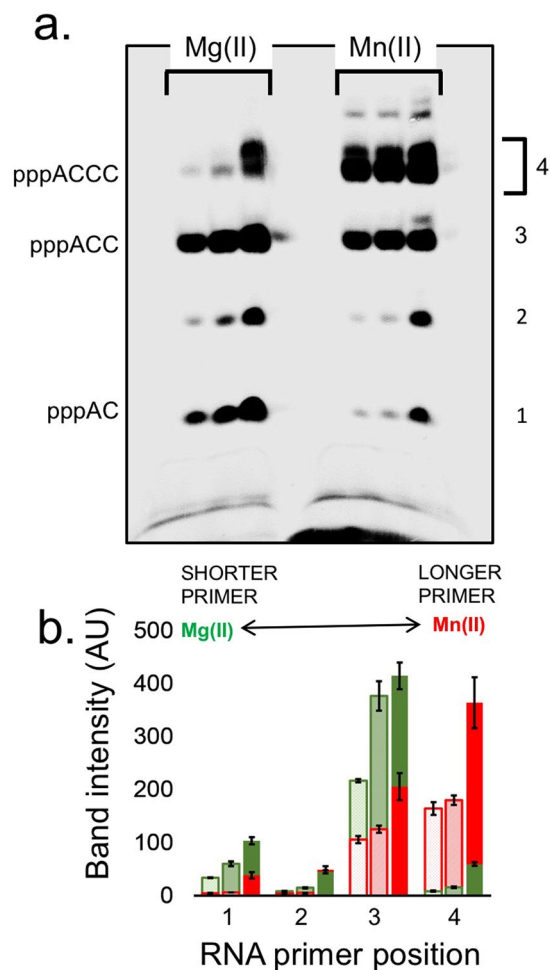 a.
Mg(II) Mn(II)
pppACCC 4
pppACC 3
2
pppAC 1
SHORTER LONGER
PRIMER PRIMER
b.
500 Mg(II) Mn(II)
400
300
200
100
0
Band intensity (AU)
1 2 3 4
RNA primer position